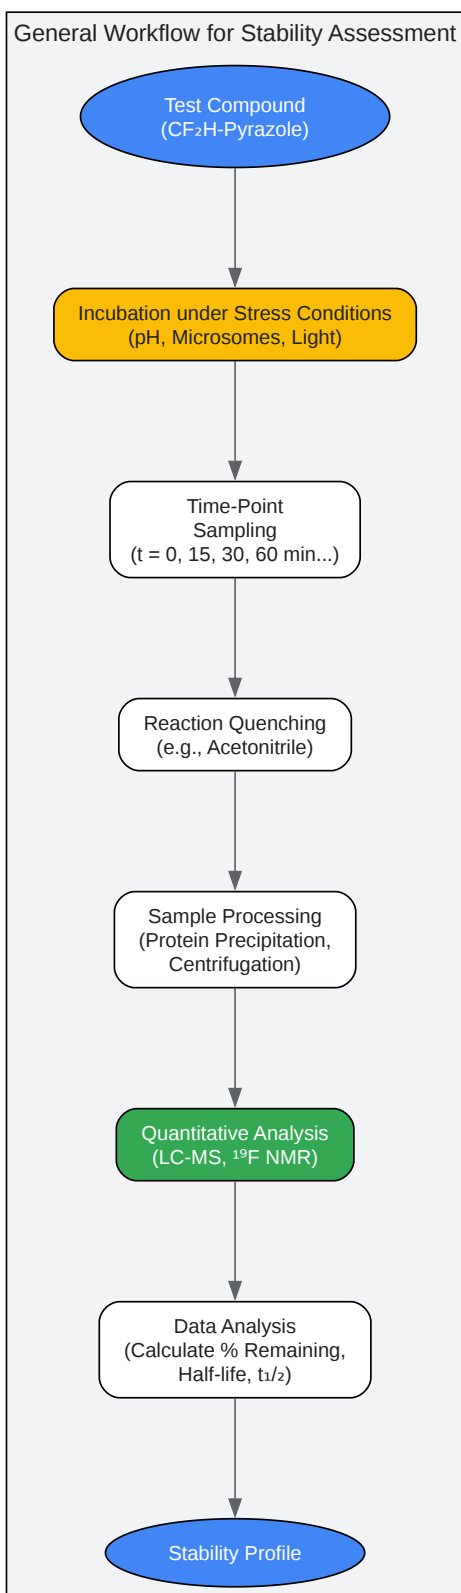 General Workflow for Stability Assessment
Test Compound
(CF₂H-Pyrazole)
Incubation under Stress Conditions
(pH, Microsomes, Light)
Time-Point
Sampling
(t = 0, 15, 30, 60 min...)
Reaction Quenching
(e.g., Acetonitrile)
Sample Processing
(Protein Precipitation,
Centrifugation)
Quantitative Analysis
(LC-MS, ¹⁹F NMR)
Data Analysis
(Calculate % Remaining,
Half-life, t₁/₂)
Stability Profile